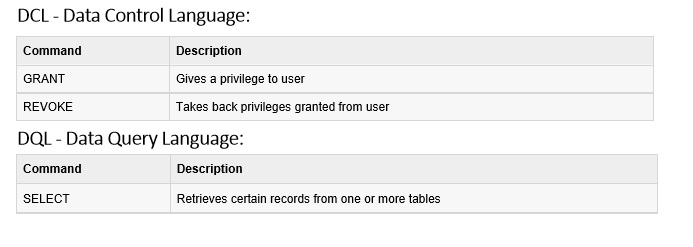 DCL - Data Control Language:
Command Description
GRANT Gives a privilege to user
REVOKE Takes back privileges granted from user
DQL - Data Query Language:
Command Description
SELECT Retrieves certain records from one or more tables